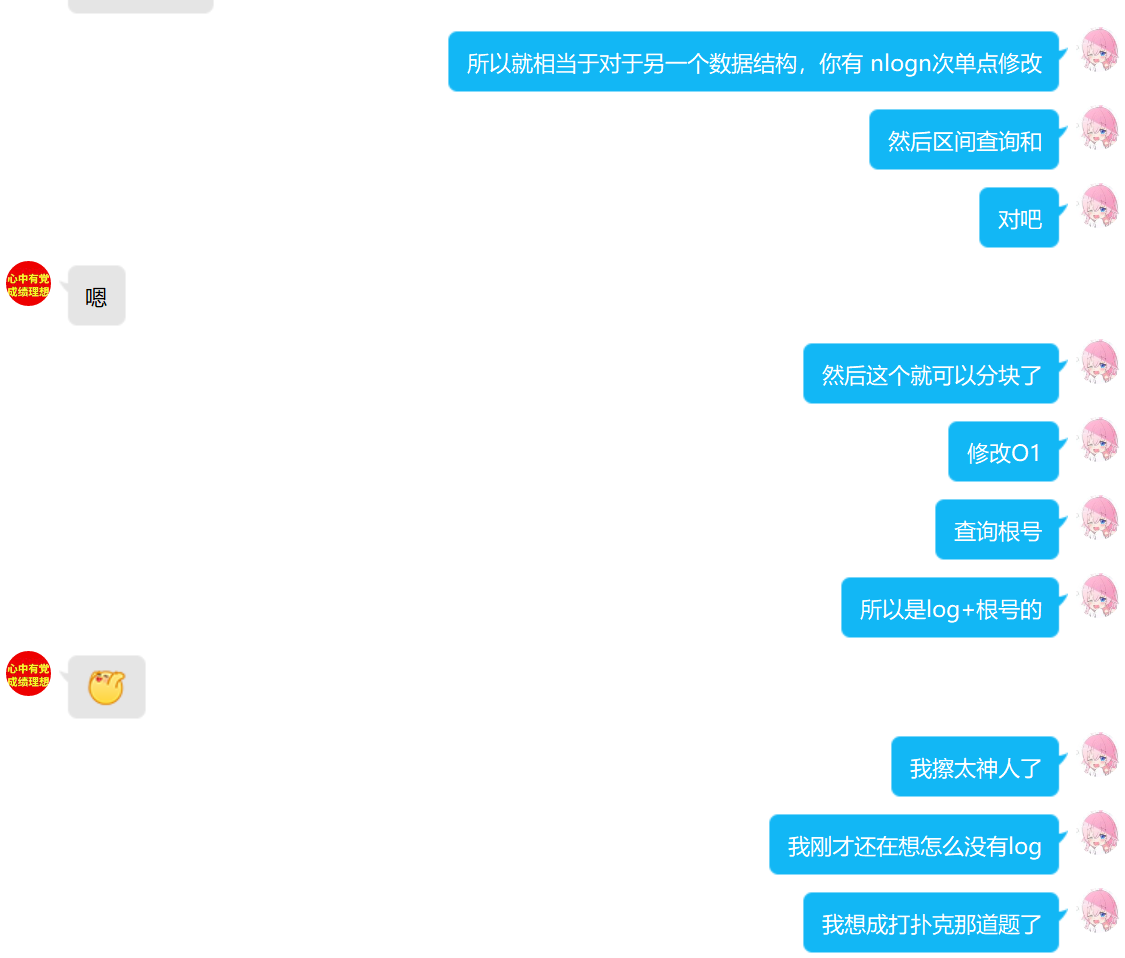 所以就相当于对于另一个数据结构，你有 nlogn次单点修改
然后区间查询和
对吧
心中有党
成绩理想
嗯
然后这个就可以分块了
修改O1
查询根号
所以是log+根号的
心中有党
成绩理想
我擦太神人了
我刚才还在想怎么没有log
我想成打扑克那道题了